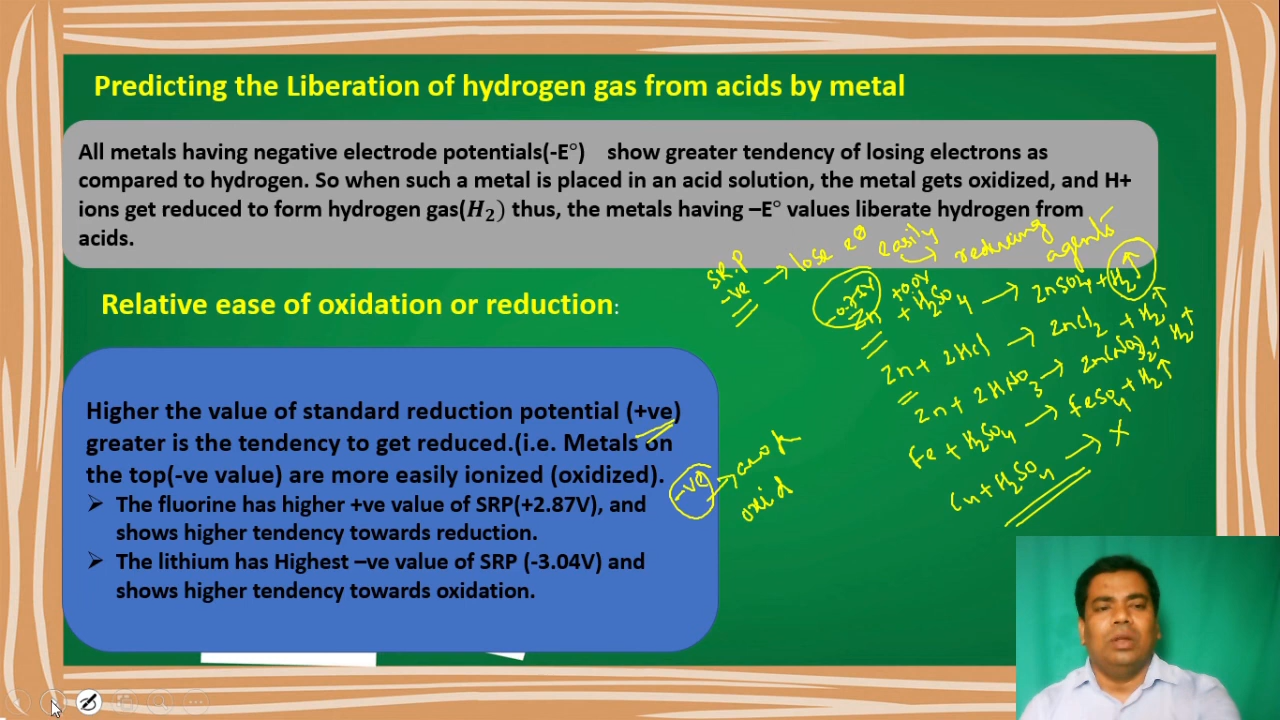 Predicting the Liberation of hydrogen gas from acids by metal
All metals having negative electrode potentials(-E°) show greater tendency of losing electrons as
compared to hydrogen. So when such a metal is placed in an acid solution, the metal gets oxidized, and H+
ions get reduced to form hydrogen gas(H₂) thus, the metals having –E° values liberate hydrogen from
acids.
S.R.P → lose e⊖ easily → reducing agents
-ve
-0.76V +0.0V
Zn + H₂SO₄ → ZnSO₄ + H₂↑
Zn + 2HCl → ZnCl₂ + H₂↑
Zn + 2HNO₃ → Zn(NO₃)₂ + H₂↑
Fe + H₂SO₄ → FeSO₄ + H₂↑
Cu + H₂SO₄ → X
Relative ease of oxidation or reduction:
Higher the value of standard reduction potential (+ve)
greater is the tendency to get reduced.(i.e. Metals on
the top(-ve value) are more easily ionized (oxidized).
➢ The fluorine has higher +ve value of SRP(+2.87V), and
shows higher tendency towards reduction.
➢ The lithium has Highest –ve value of SRP (-3.04V) and
shows higher tendency towards oxidation.
-ve →
oxid